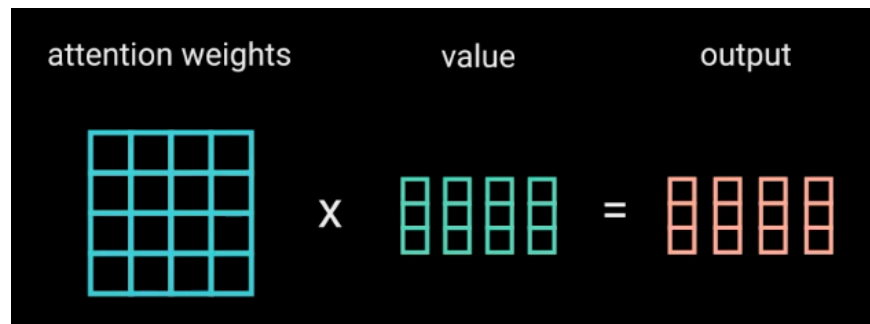 attention weights value output
x =